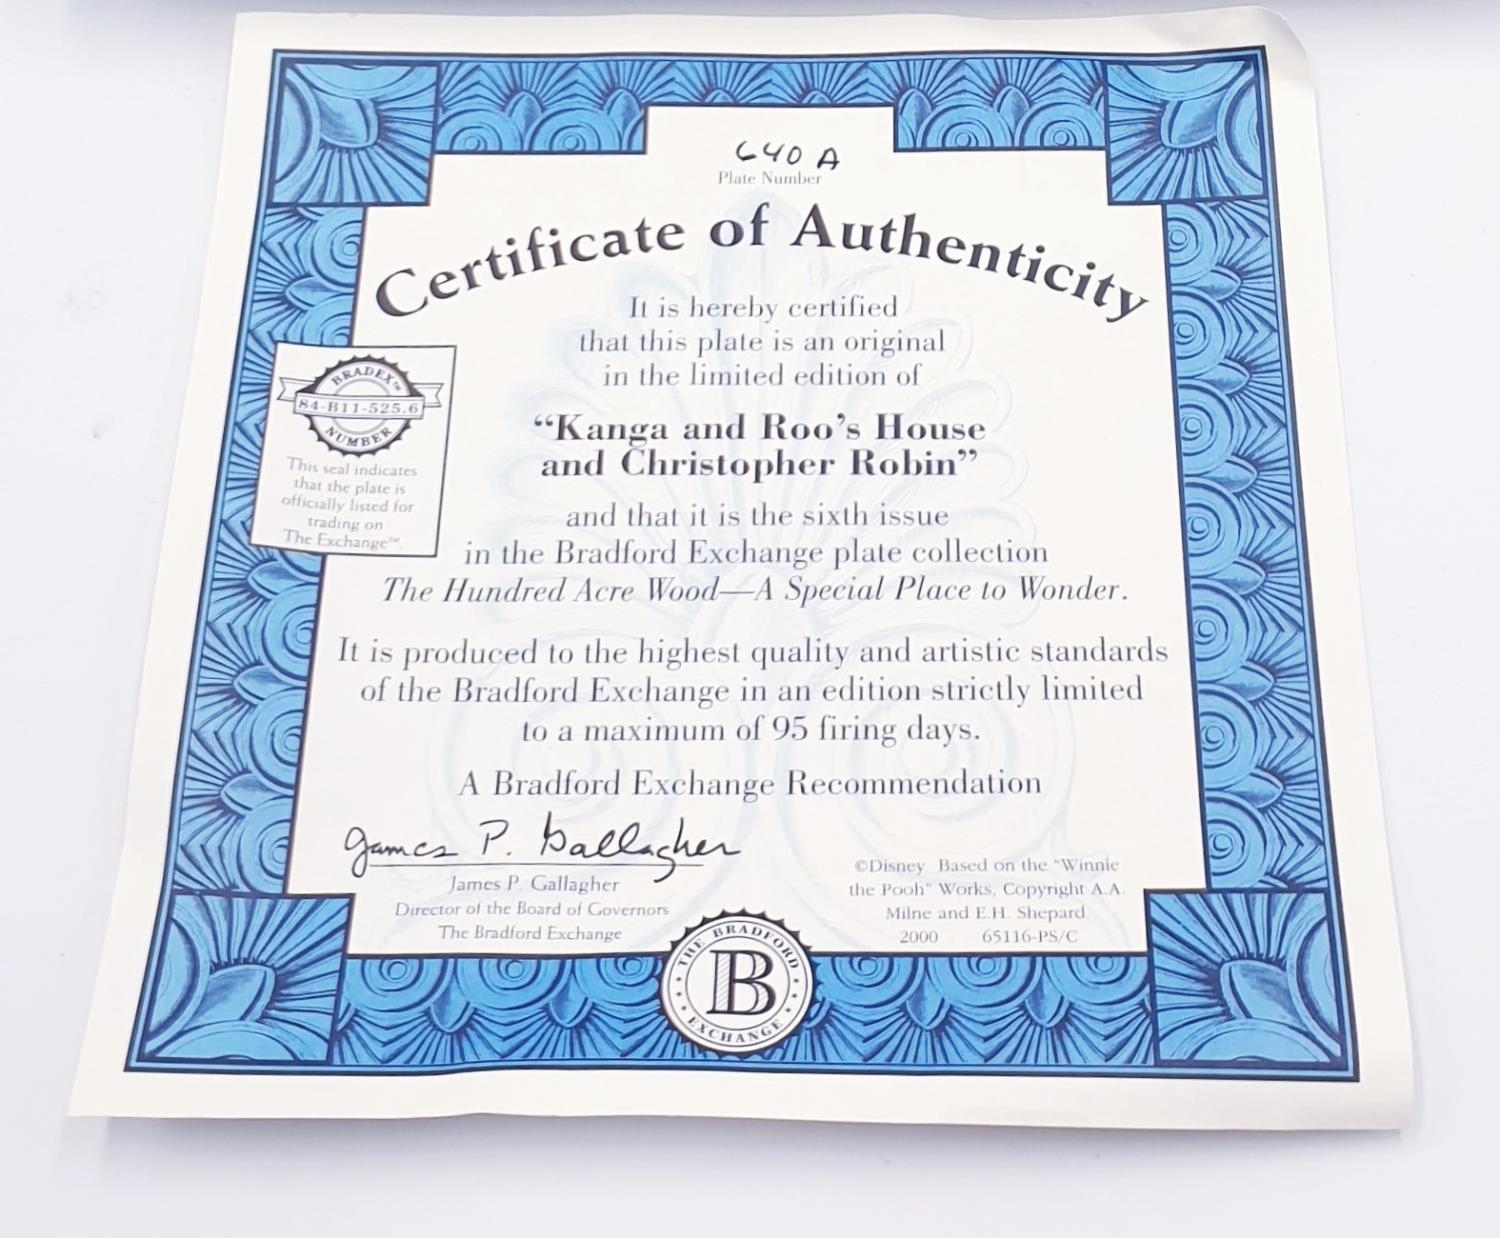 640 A
Plate Number
Certificate of Authenticity
It is hereby certified
that this plate is an original
in the limited edition of
“Kanga and Roo’s House
and Christopher Robin”
and that it is the sixth issue
in the Bradford Exchange plate collection
The Hundred Acre Wood—A Special Place to Wonder.
BRADEX™
84-B11-525.6
NUMBER
This seal indicates
that the plate is
officially listed for
trading on
The Exchange™
It is produced to the highest quality and artistic standards
of the Bradford Exchange in an edition strictly limited
to a maximum of 95 firing days.
A Bradford Exchange Recommendation
James P. Gallagher
James P. Gallagher
Director of the Board of Governors
The Bradford Exchange
©Disney Based on the "Winnie
the Pooh" Works, Copyright A.A.
Milne and E.H. Shepard.
2000 65116-PS/C
THE BRADFORD
B
EXCHANGE